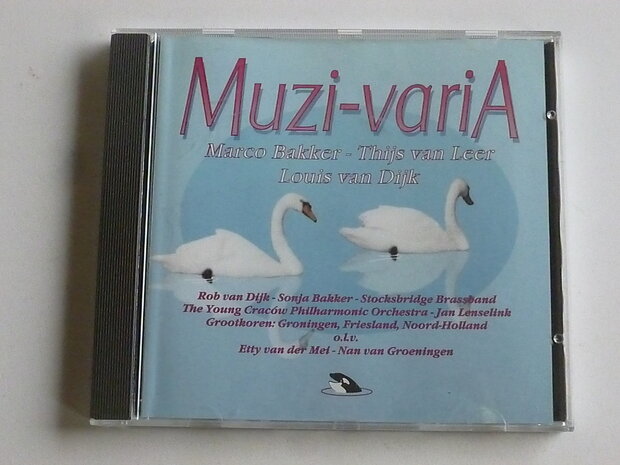 Muzi-variA
Marco Bakker - Thijs van Leer
Louis van Dijk
Rob van Dijk - Sonja Bakker - Stocksbridge Brassband
The Young Craców Philharmonic Orchestra - Jan Lenselink
Grootkoren: Groningen, Friesland, Noord-Holland
o.l.v.
Etty van der Mei - Nan van Groeningen